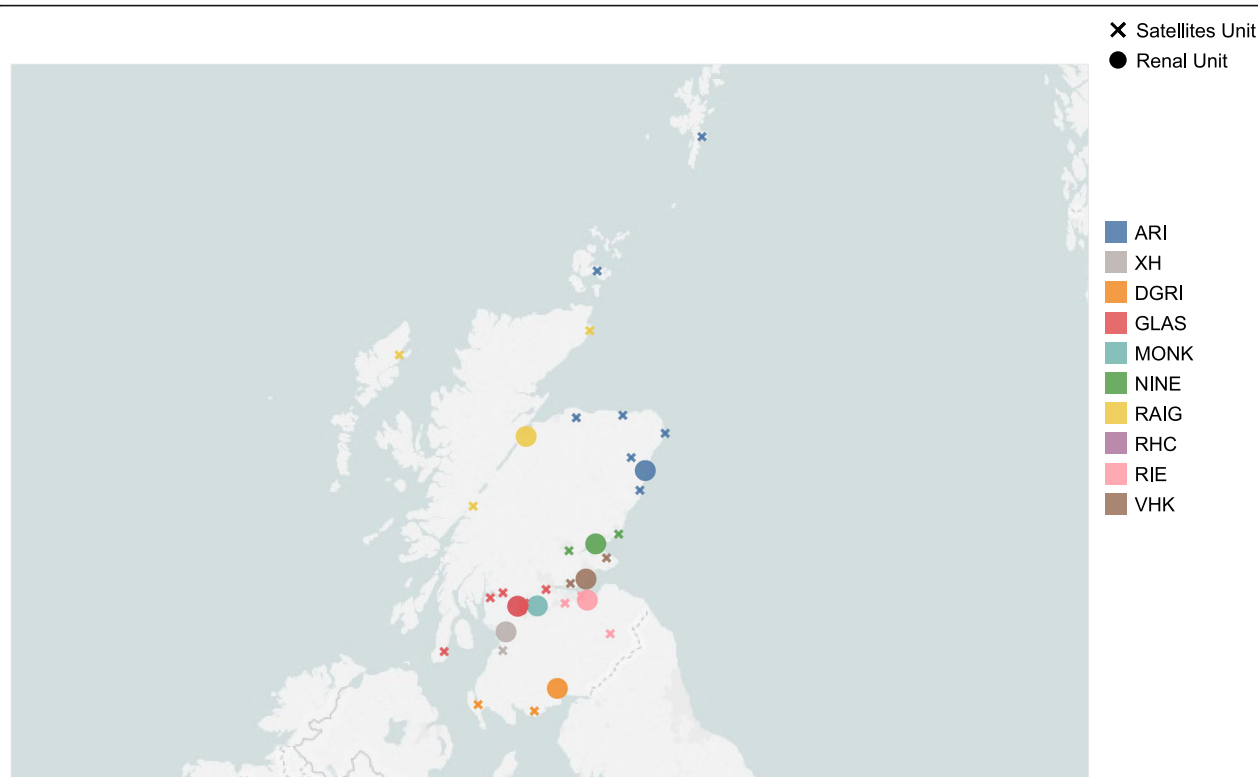 Satellites Unit
Renal Unit
ARI
XH
DGRI
GLAS
MONK
NINE
RAIG
RHC
RIE
VHK